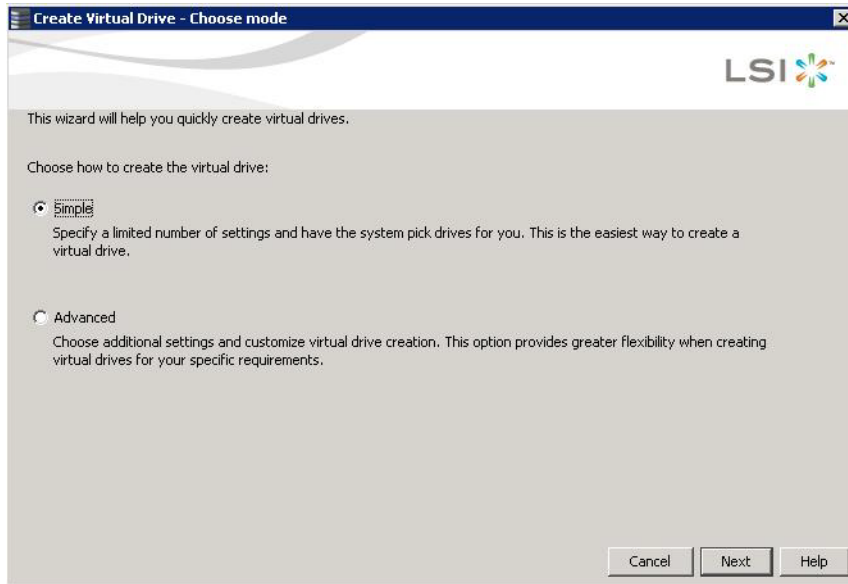 Create Virtual Drive - Choose mode
LSI
This wizard will help you quickly create virtual drives.
Choose how to create the virtual drive:
Simple
Specify a limited number of settings and have the system pick drives for you. This is the easiest way to create a
virtual drive.
Advanced
Choose additional settings and customize virtual drive creation. This option provides greater flexibility when creating
virtual drives for your specific requirements.
Cancel Next Help